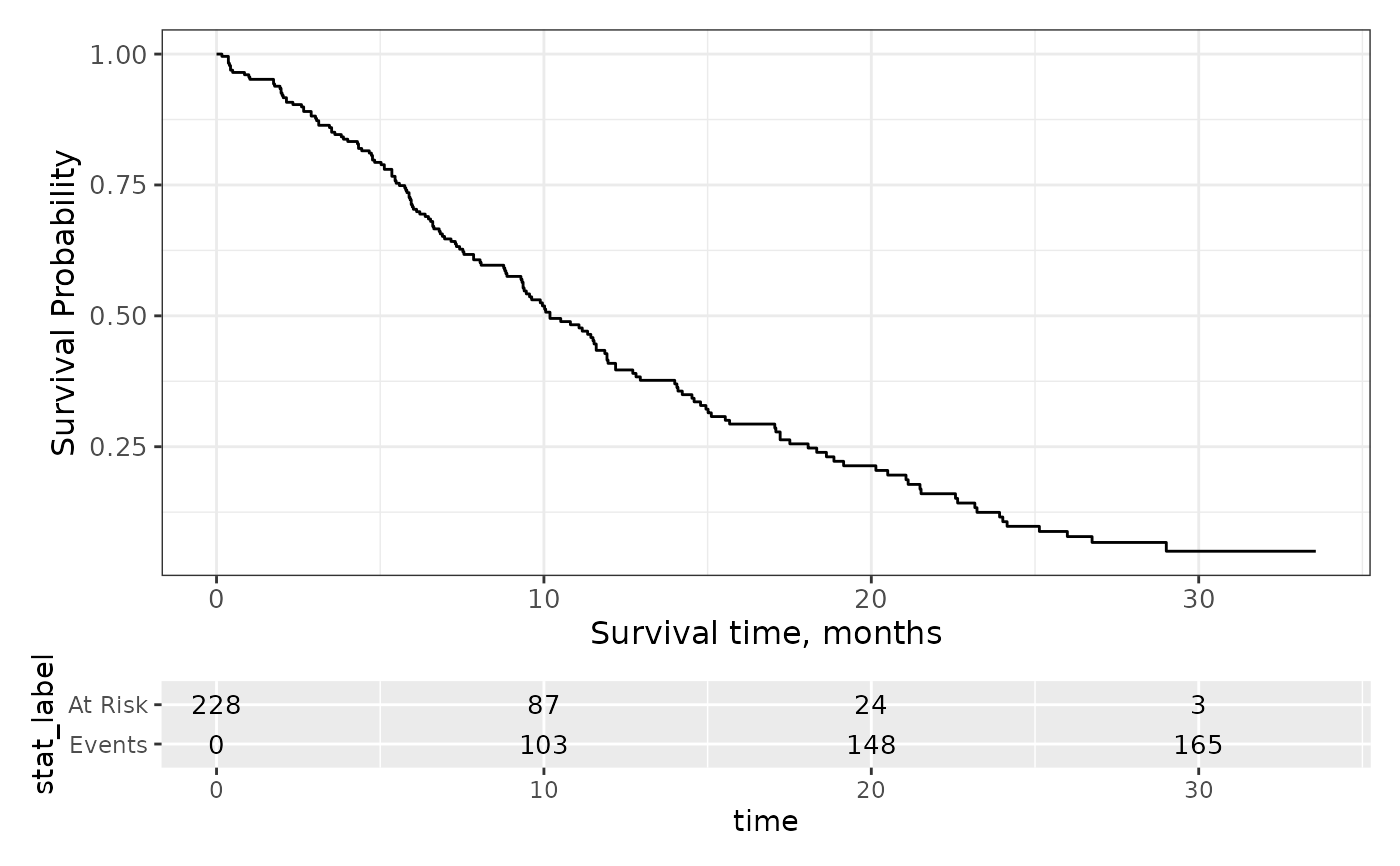 1.00
0.75
0.50
0.25
Survival Probability
0 10 20 30
Survival time, months
stat_label
At Risk 228 87 24 3
Events 0 103 148 165
0 10 20 30
time